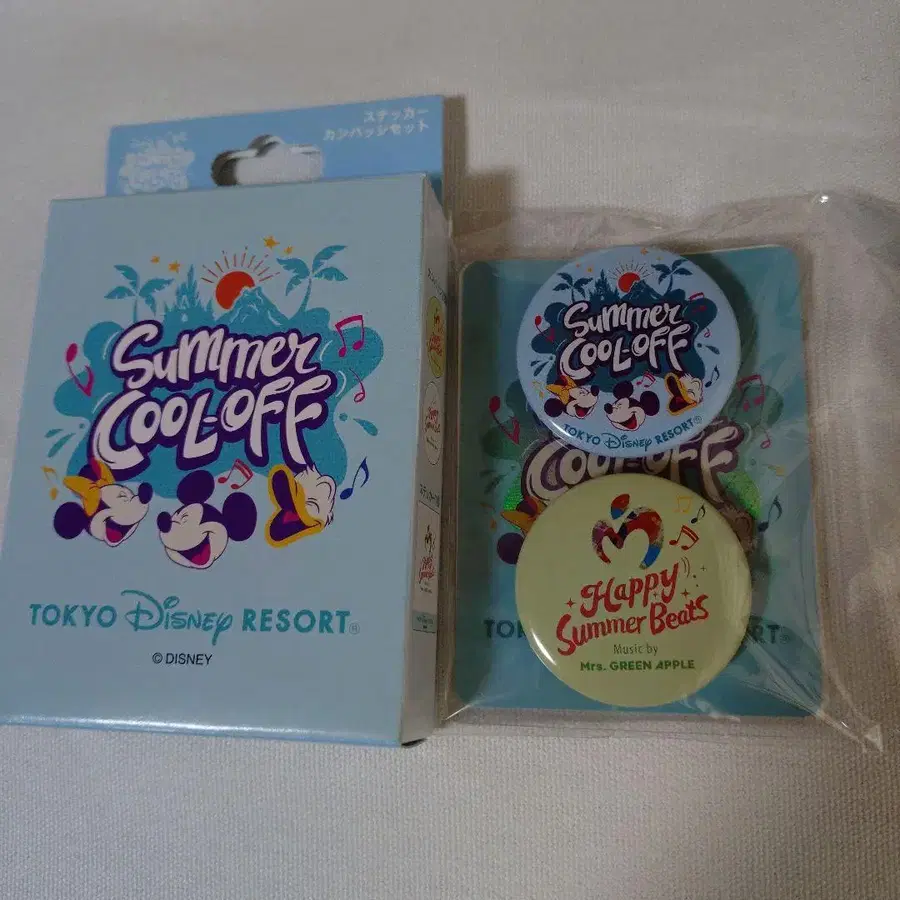 ステッカー
カンバッジセット
Summer
COOL-OFF
TOKYO Disney RESORT®
© DISNEY
Summer
COOL-OFF
TOKYO Disney RESORT®
COOL-OFF
Happy
Summer Beats
Music by
Mrs. GREEN APPLE